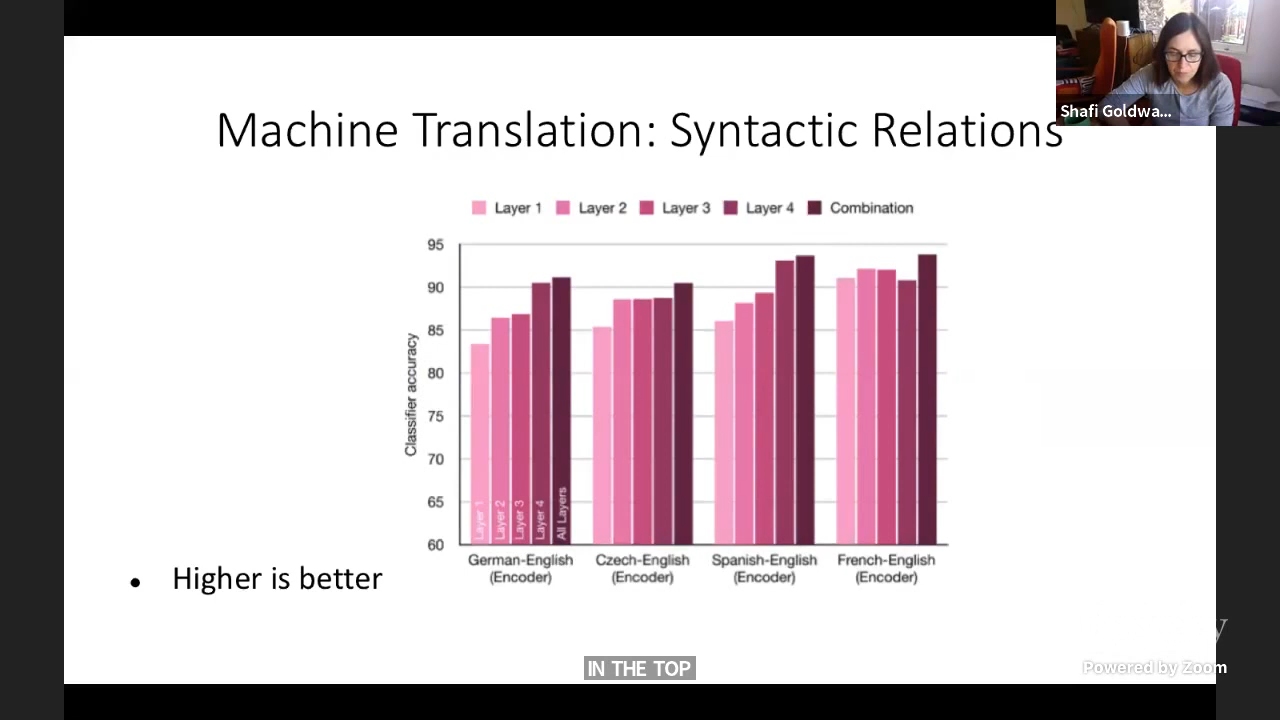 Shafi Goldwa...
Machine Translation: Syntactic Relations
Layer 1 Layer 2 Layer 3 Layer 4 Combination
95
90
85
80
75
70
65
60
Classifier accuracy
Layer 1
Layer 2
Layer 3
Layer 4
All Layers
German-English
(Encoder)
Czech-English
(Encoder)
Spanish-English
(Encoder)
French-English
(Encoder)
• Higher is better
y
IN THE TOP
Powered by Zoom